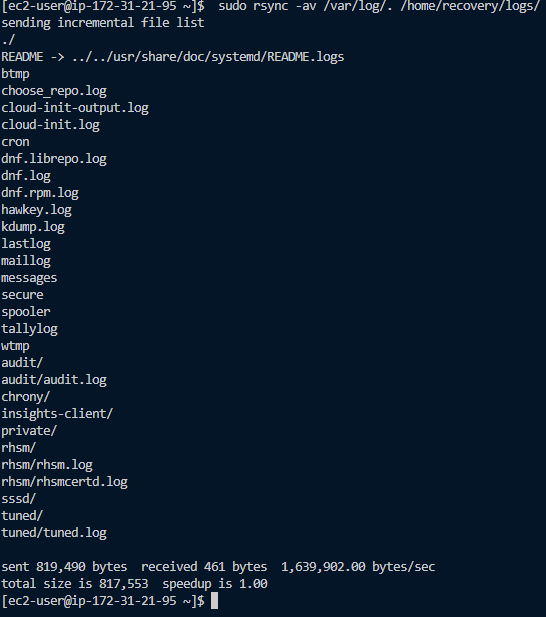 [ec2-user@ip-172-31-21-95 ~]$  sudo rsync -av /var/log/. /home/recovery/logs/
sending incremental file list
./
README -> ../../usr/share/doc/systemd/README.logs
btmp
choose_repo.log
cloud-init-output.log
cloud-init.log
cron
dnf.librepo.log
dnf.log
dnf.rpm.log
hawkey.log
kdump.log
lastlog
maillog
messages
secure
spooler
tallylog
wtmp
audit/
audit/audit.log
chrony/
insights-client/
private/
rhsm/
rhsm/rhsm.log
rhsm/rhsmcertd.log
sssd/
tuned/
tuned/tuned.log

sent 819,490 bytes  received 461 bytes  1,639,902.00 bytes/sec
total size is 817,553  speedup is 1.00
[ec2-user@ip-172-31-21-95 ~]$